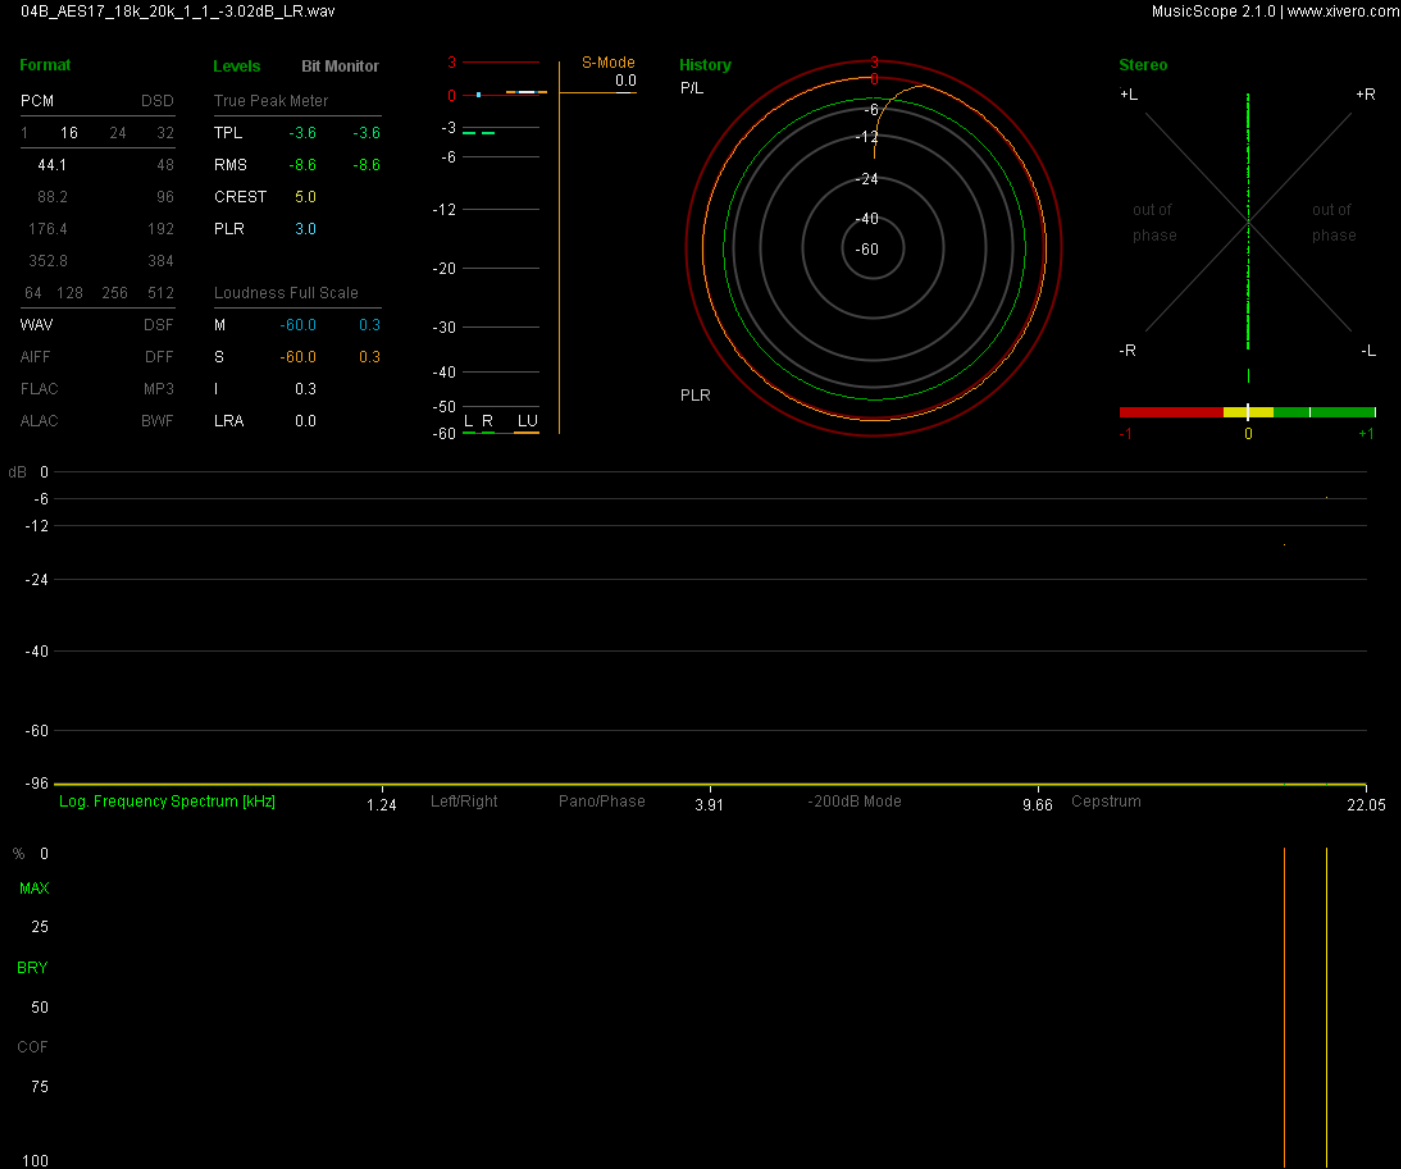 04B_AES17_18k_20k_1_1_-3.02dB_LR.wav
MusicScope 2.1.0 | www.xivero.com
Format
PCM DSD
1 16 24 32
44.1 48
88.2 96
176.4 192
352.8 384
64 128 256 512
WAV DSF
AIFF DFF
FLAC MP3
ALAC BWF
Levels Bit Monitor
True Peak Meter
TPL -3.6 -3.6
RMS -8.6 -8.6
CREST 5.0
PLR 3.0
Loudness Full Scale
M -60.0 0.3
S -60.0 0.3
I 0.3
LRA 0.0
3
0
-3
-6
-12
-20
-30
-40
-50
-60
L R LU
S-Mode
0.0
History
P/L
PLR
3
0
-6
-12
-24
-40
-60
Stereo
+L +R
out of phase
out of phase
-R -L
-1 0 +1
dB 0
-6
-12
-24
-40
-60
-96
Log. Frequency Spectrum [kHz] 1.24 Left/Right Pano/Phase 3.91 -200dB Mode 9.66 Cepstrum 22.05
% 0
MAX
25
BRY
50
COF
75
100